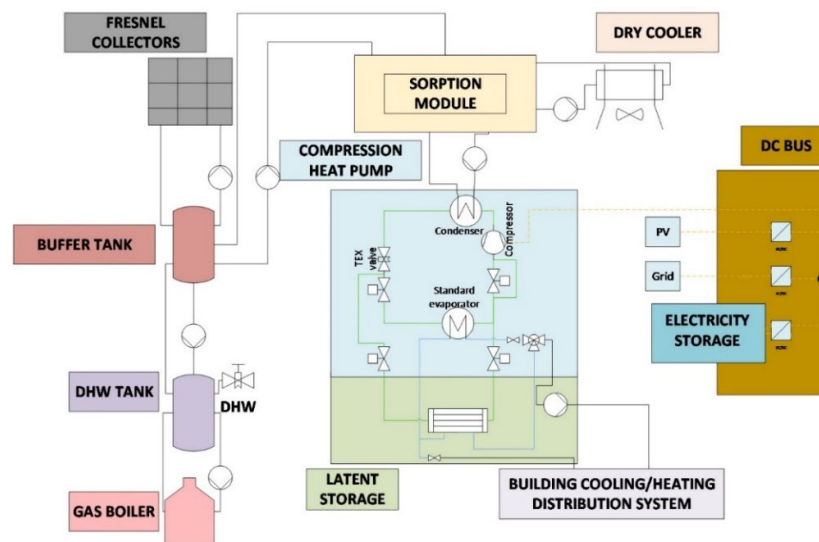 FRESNEL
COLLECTORS
SORPTION
MODULE
DRY COOLER
COMPRESSION
HEAT PUMP
DC BUS
BUFFER TANK
Condenser
Compressor
TEX
valve
PV
Standard
evaporator
Grid
ELECTRICITY
STORAGE
DHW TANK
DHW
LATENT
STORAGE
BUILDING COOLING/HEATING
DISTRIBUTION SYSTEM
GAS BOILER